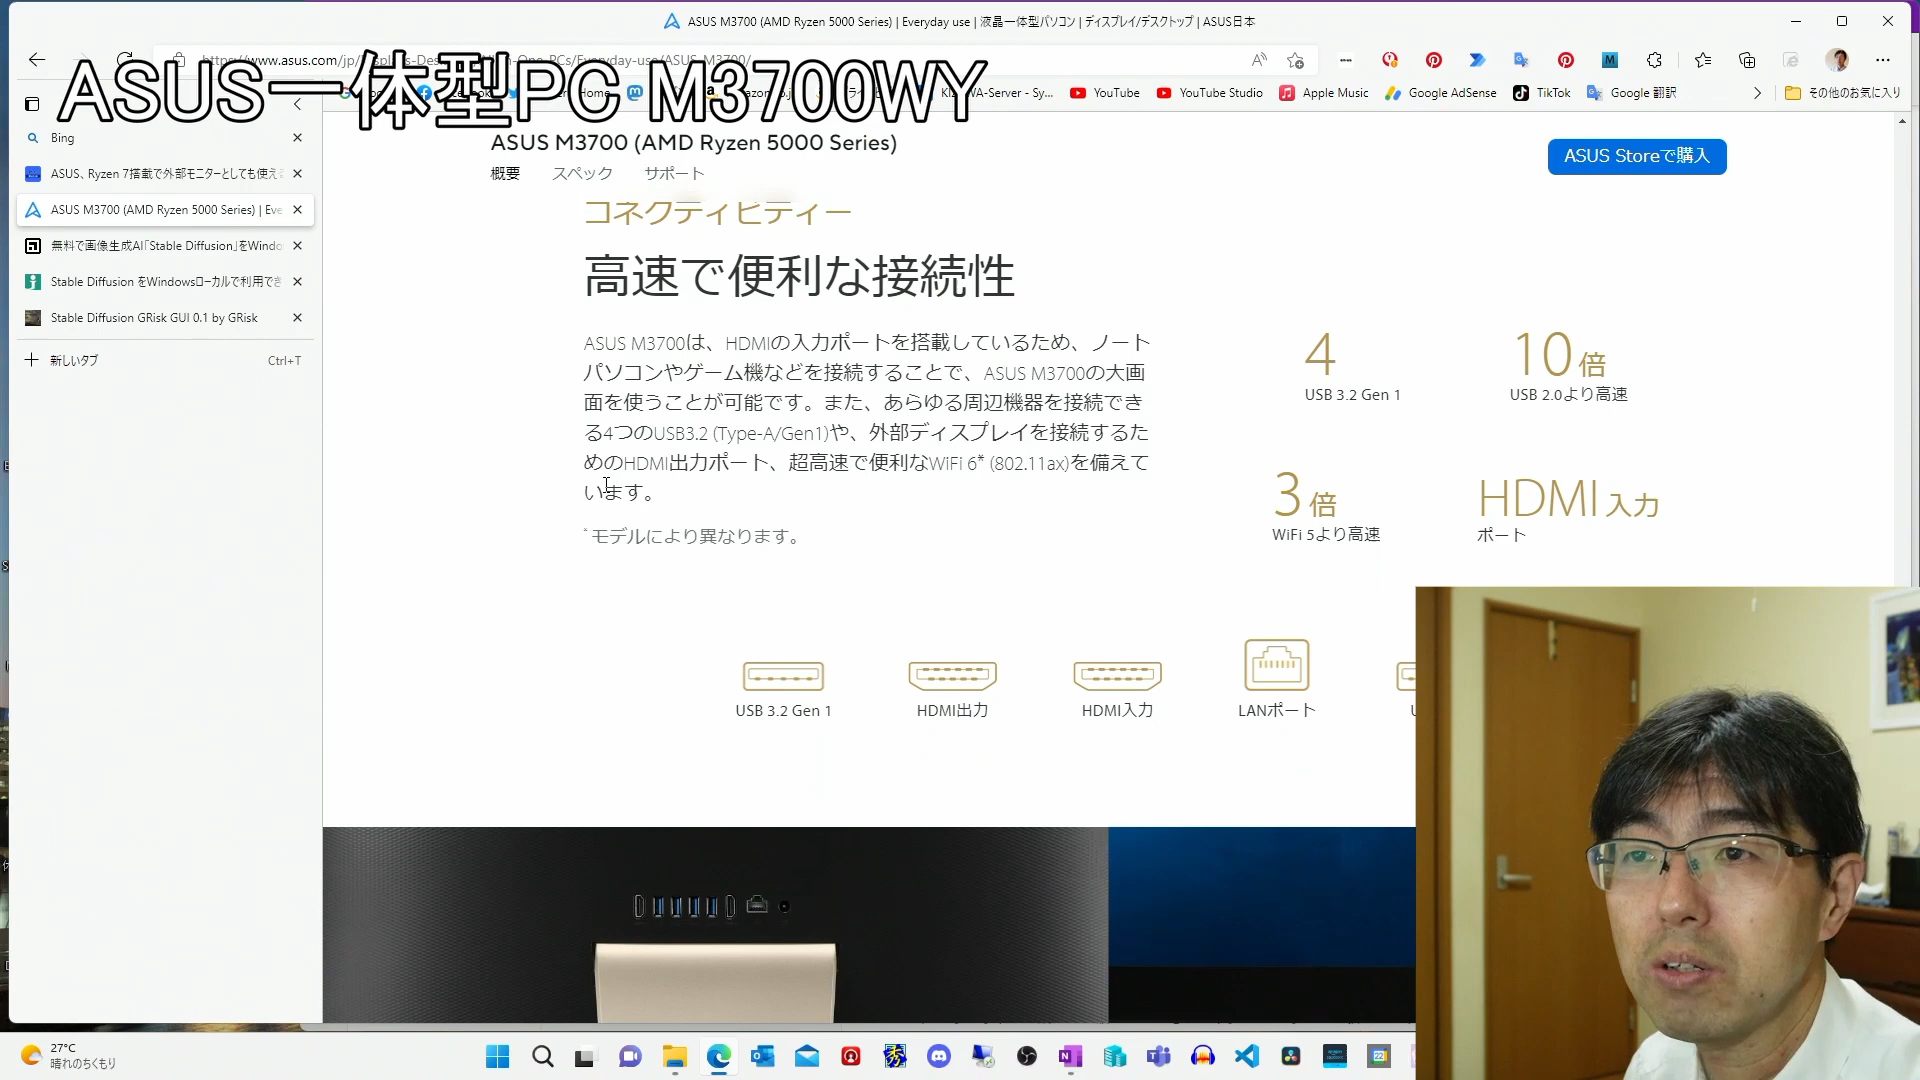 ASUS M3700 (AMD Ryzen 5000 Series) | Everyday use | 液晶一体型パソコン | ディスプレイ/デスクトップ | ASUS日本
https://www.asus.com/jp/
ASUS一体型PC M3700WY
YouTube
YouTube Studio
Apple Music
Google AdSense
TikTok
Google 翻訳
その他のお気に入り
Bing
ASUS、Ryzen 7搭載で外部モニターとしても使え
ASUS M3700 (AMD Ryzen 5000 Series) | Eve
無料で画像生成AI「Stable Diffusion」をWindo
Stable Diffusion をWindowsローカルで利用でき
Stable Diffusion GRisk GUI 0.1 by GRisk
新しいタブ Ctrl+T
ASUS M3700 (AMD Ryzen 5000 Series)
概要 スペック サポート
ASUS Storeで購入
コネクティビティー
高速で便利な接続性
ASUS M3700は、HDMIの入力ポートを搭載しているため、ノート
パソコンやゲーム機などを接続することで、ASUS M3700の大画
面を使うことが可能です。また、あらゆる周辺機器を接続でき
る4つのUSB3.2 (Type-A/Gen1)や、外部ディスプレイを接続するた
めのHDMI出力ポート、超高速で便利なWiFi 6* (802.11ax)を備えて
います。
*モデルにより異なります。
4
USB 3.2 Gen 1
10倍
USB 2.0より高速
3倍
WiFi 5より高速
HDMI入力
ポート
USB 3.2 Gen 1
HDMI出力
HDMI入力
LANポート
27°C
晴れのちくもり